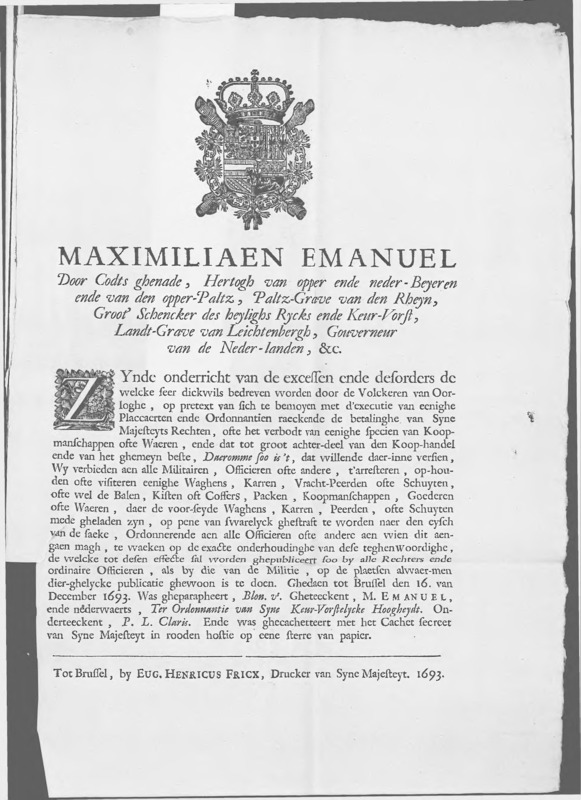 MAXIMILIAEN EMANUEL
Door Codts ghenade, Hertogh van opper ende neder-Beyeren
ende van den opper-Paltz, Paltz-Grave van den Rheyn,
Groot Schencker des heylighs Rycks ende Keur-Vorst,
Landt-Grave van Leichtenbergh, Gouverneur
van de Neder-landen, &c.
ZYnde onderricht van de excessen ende desorders de
welcke seer dickwils bedreven worden door de Volckeren van Oor-
loghe, op pretext van sich te bemoyen met d'executie van eenighe
Placcaerten ende Ordonnantien raeckende de betalinghe van Syne
Majesteyts Rechten, ofte het verbodt van eenighe specien van Koop-
manschappen ofte Waeren, ende dat tot groot achter-deel van den Koop-handel
ende van het ghemeyn beste, Daeromme soo is't, dat willende daer-inne versien,
Wy verbieden aen alle Militairen, Officieren ofte andere, t'arresteren, op-hou-
den ofte visiteren eenighe Waghens, Karren, Vracht-Peerden ofte Schuyten,
ofte wel de Balen, Kisten oft Coffers, Packen, Koopmanschappen, Goederen
ofte Waeren, daer de voor-seyde Waghens, Karren, Peerden, ofte Schuyten
mede gheladen zyn, op pene van swarelyck ghestraft te worden naer den eysch
van de saeke, Ordonnerende aen alle Officieren ofte andere aen wien dit aen-
gaen magh, te waeken op de exacte onderhoudinghe van dese teghenwoordighe,
de welcke tot desen effecte sal worden ghepubliceert soo by alle Rechters ende
ordinaire Officieren, als by die van de Militie, op de plaetsen alwaer-men
dier-ghelycke publicatie ghewoon is te doen. Ghedaen tot Brussel den 16. van
December 1693. Was ghepparapheert, Blon. v. Gheteeckent, M. EMANUEL,
ende nederwaerts, Ter Ordonnantie van Syne Keur-Vorstelycke Hoogheydt. On-
derteeckent, P. L. Claris. Ende was ghecachetteert met het Cachet secreet
van Syne Majesteyt in rooden hostie op eene sterre van papier.
Tot Brussel, by EUG. HENRICUS FRICX, Drucker van Syne Majesteyt. 1693.